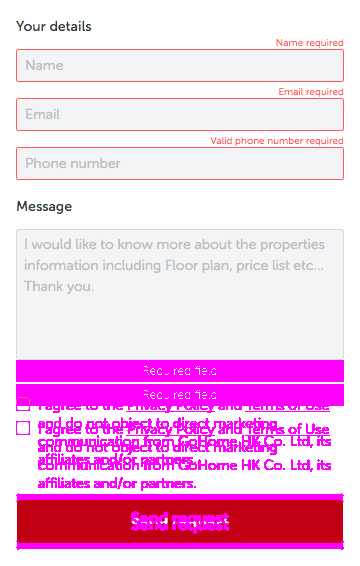 Your details
Name required
Name
Email required
Email
Valid phone number required
Phone number
Message
I would like to know more about the properties
information including Floor plan, price list etc...
Thank you.
Required field
Required field
I agree to the Privacy Policy and Terms of Use
and do not object to direct marketing
I agree to the Privacy Policy and Terms of Use
communication from GoHome HK Co. Ltd, its
and do not object to direct marketing
affiliates and/or partners.
communication from GoHome HK Co. Ltd, its
affiliates and/or partners.
Send request